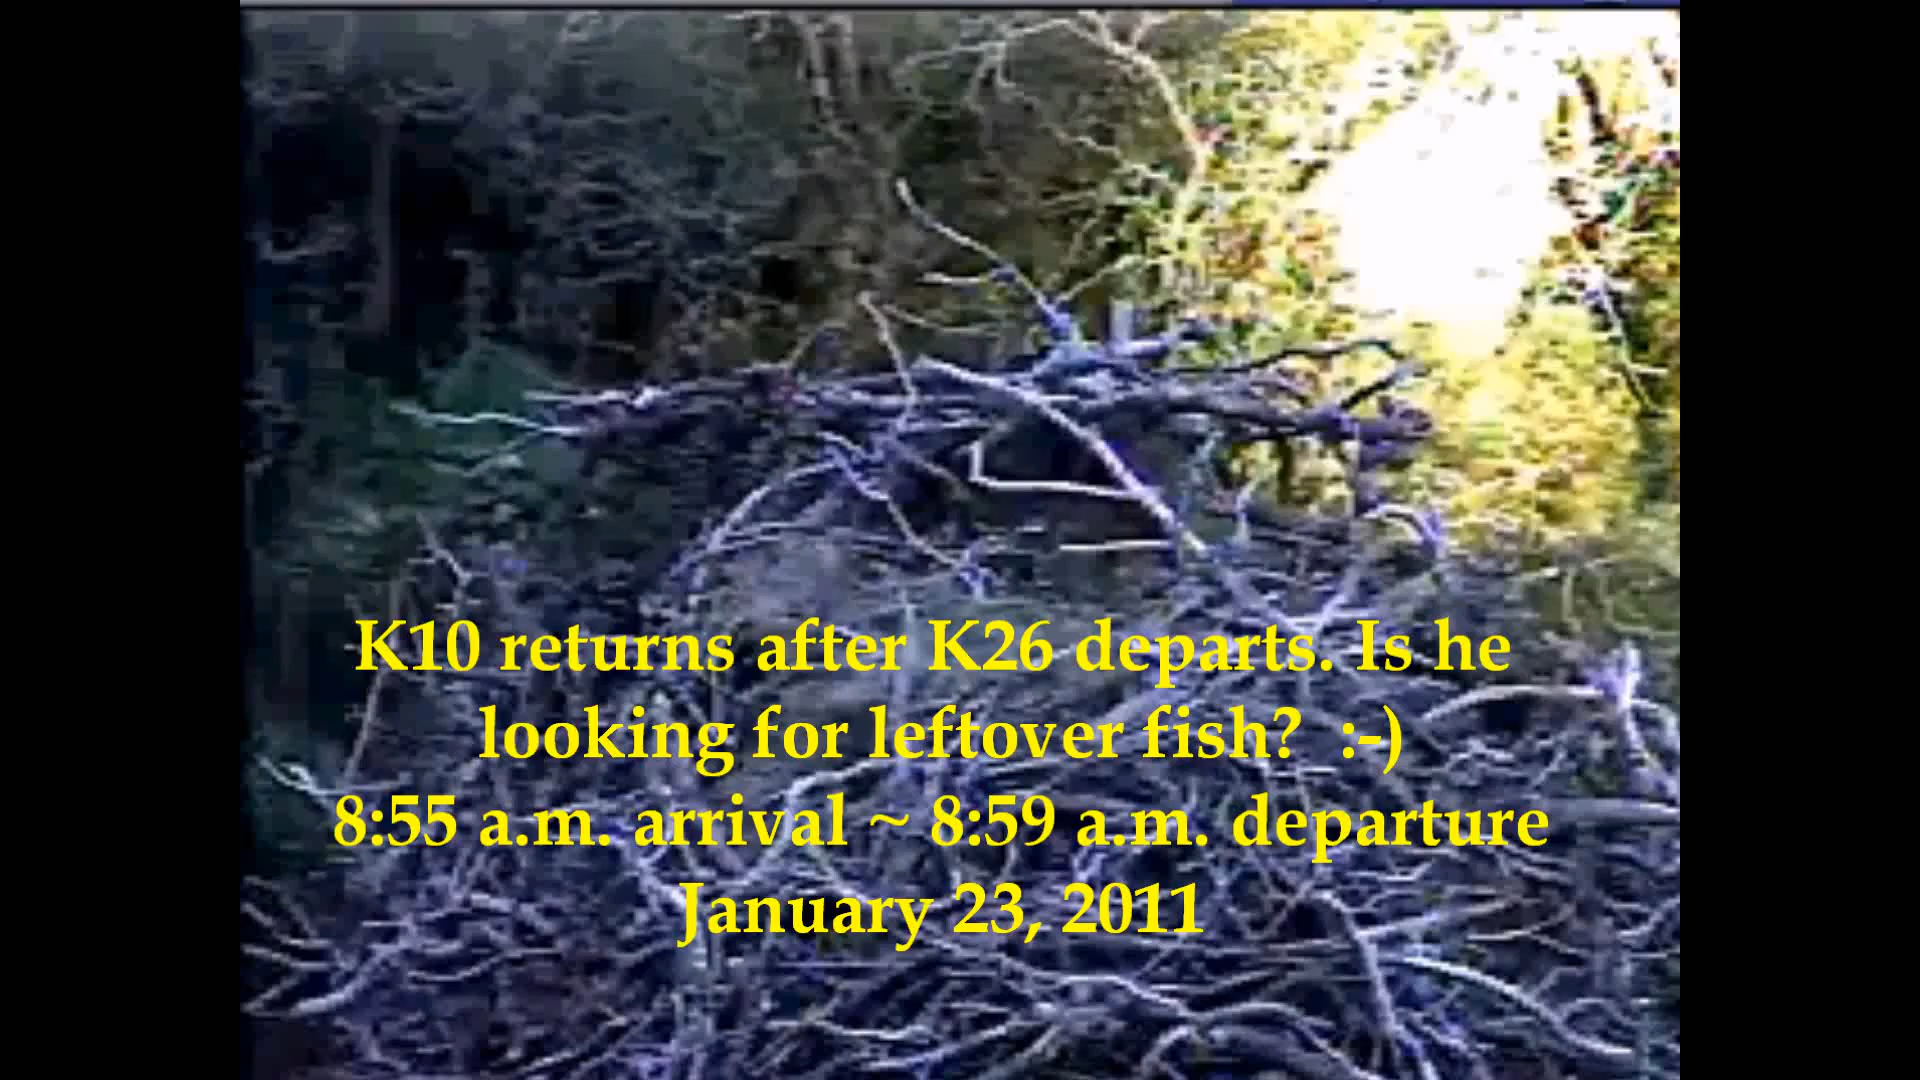 K10 returns after K26 departs. Is he
looking for leftover fish?  :-)
8:55 a.m. arrival ~ 8:59 a.m. departure
January 23, 2011